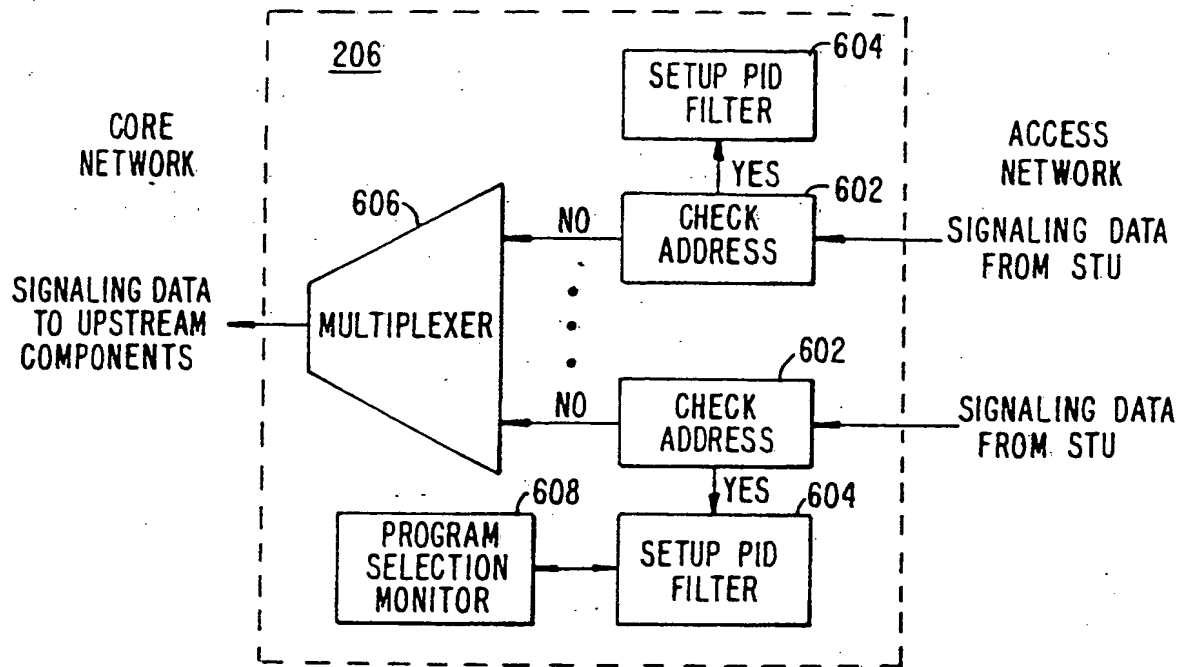 206
604
SETUP PID
FILTER
CORE
NETWORK
ACCESS
NETWORK
YES
606
602
NO
CHECK
ADDRESS
SIGNALING DATA
FROM STU
SIGNALING DATA
TO UPSTREAM
COMPONENTS
MULTIPLEXER
602
NO
CHECK
ADDRESS
SIGNALING DATA
FROM STU
YES
608
604
PROGRAM
SELECTION
MONITOR
SETUP PID
FILTER